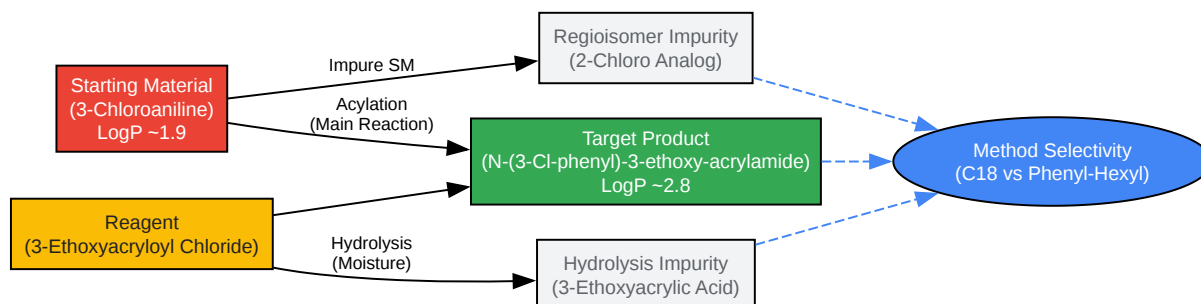 Starting Material
(3-Chloroaniline)
LogP ~1.9
Reagent
(3-Ethoxyacryloyl Chloride)
Impure SM
Acylation
(Main Reaction)
Hydrolysis
(Moisture)
Regioisomer Impurity
(2-Chloro Analog)
Target Product
(N-(3-Cl-phenyl)-3-ethoxy-acrylamide)
LogP ~2.8
Hydrolysis Impurity
(3-Ethoxyacrylic Acid)
Method Selectivity
(C18 vs Phenyl-Hexyl)